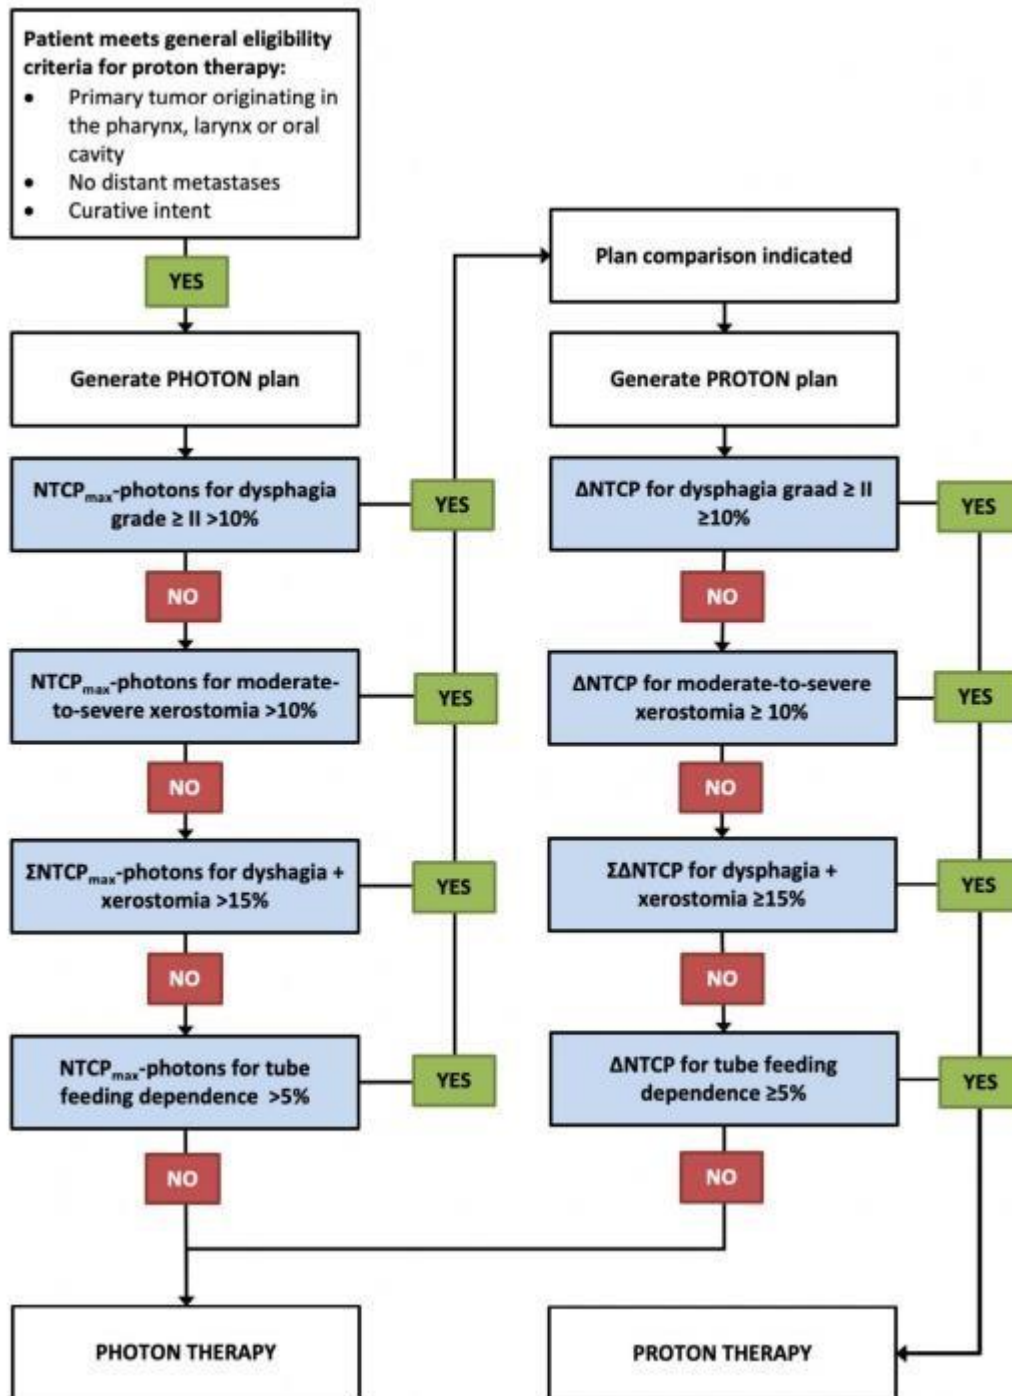 Patient meets general eligibility
criteria for proton therapy:
• Primary tumor originating in
the pharynx, larynx or oral
cavity
• No distant metastases
• Curative intent
YES
Generate PHOTON plan
NTCPmax-photons for dysphagia
grade ≥ II >10%
YES
NO
NTCPmax-photons for moderate-
to-severe xerostomia >10%
YES
NO
ΣNTCPmax-photons for dyshagia +
xerostomia >15%
YES
NO
NTCPmax-photons for tube
feeding dependence >5%
YES
NO
PHOTON THERAPY
Plan comparison indicated
Generate PROTON plan
ΔNTCP for dysphagia graad ≥ II
≥10%
YES
NO
ΔNTCP for moderate-to-severe
xerostomia ≥ 10%
YES
NO
ΣΔNTCP for dysphagia +
xerostomia ≥15%
YES
NO
ΔNTCP for tube feeding
dependence ≥5%
YES
NO
PROTON THERAPY